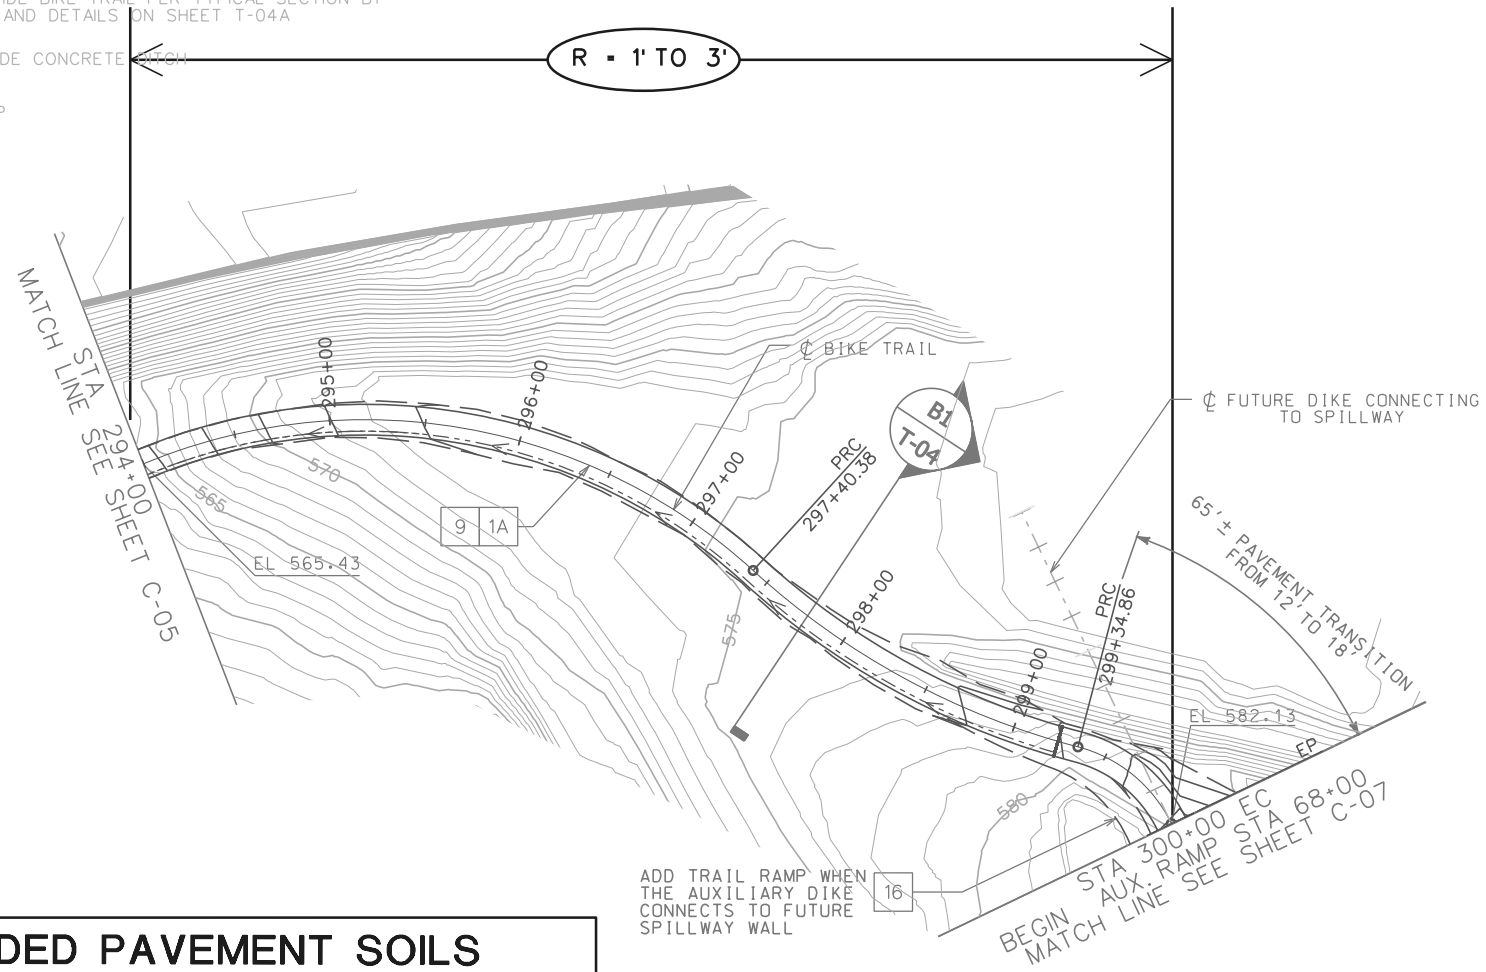 AND DETAILS ON SHEET T-04A
DE CONCRETE DITCH
R - 1' TO 3'
MATCH LINE SEE SHEET C-05
STA 294+00
295+00
296+00
℄ BIKE TRAIL
297+00
PRC
297+40.38
B1
T-04
℄ FUTURE DIKE CONNECTING
TO SPILLWAY
570
565
9 1A
EL 565.43
575
298+00
PRC
299+34.86
299+00
65'± PAVEMENT TRANSITION
FROM 12' TO 18'
EL 582.13
EP
580
ADD TRAIL RAMP WHEN
THE AUXILIARY DIKE
CONNECTS TO FUTURE
SPILLWAY WALL
16
STA 300+00 EC
BEGIN AUX. RAMP STA 68+00
MATCH LINE SEE SHEET C-07
DED PAVEMENT SOILS